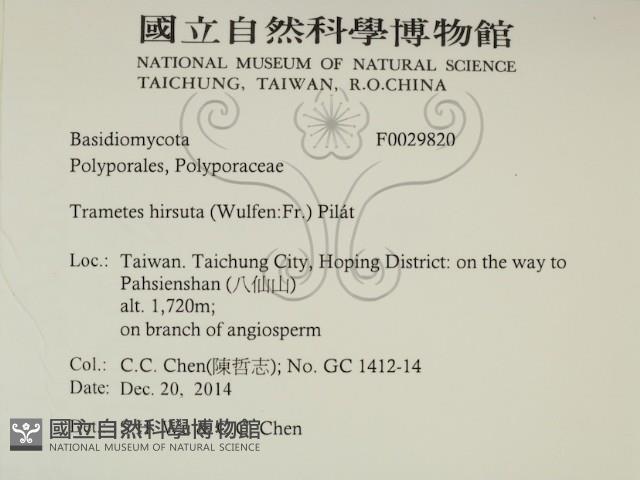 國立自然科學博物館
NATIONAL MUSEUM OF NATURAL SCIENCE
TAICHUNG, TAIWAN, R.O.CHINA
Basidiomycota F0029820
Polyporales, Polyporaceae
Trametes hirsuta (Wulfen:Fr.) Pilát
Loc.: Taiwan. Taichung City, Hoping District: on the way to
Pahsienshan (八仙山)
alt. 1,720m;
on branch of angiosperm
Col.: C.C. Chen(陳哲志); No. GC 1412-14
Date: Dec. 20, 2014
Chen
國立自然科學博物館
NATIONAL MUSEUM OF NATURAL SCIENCE